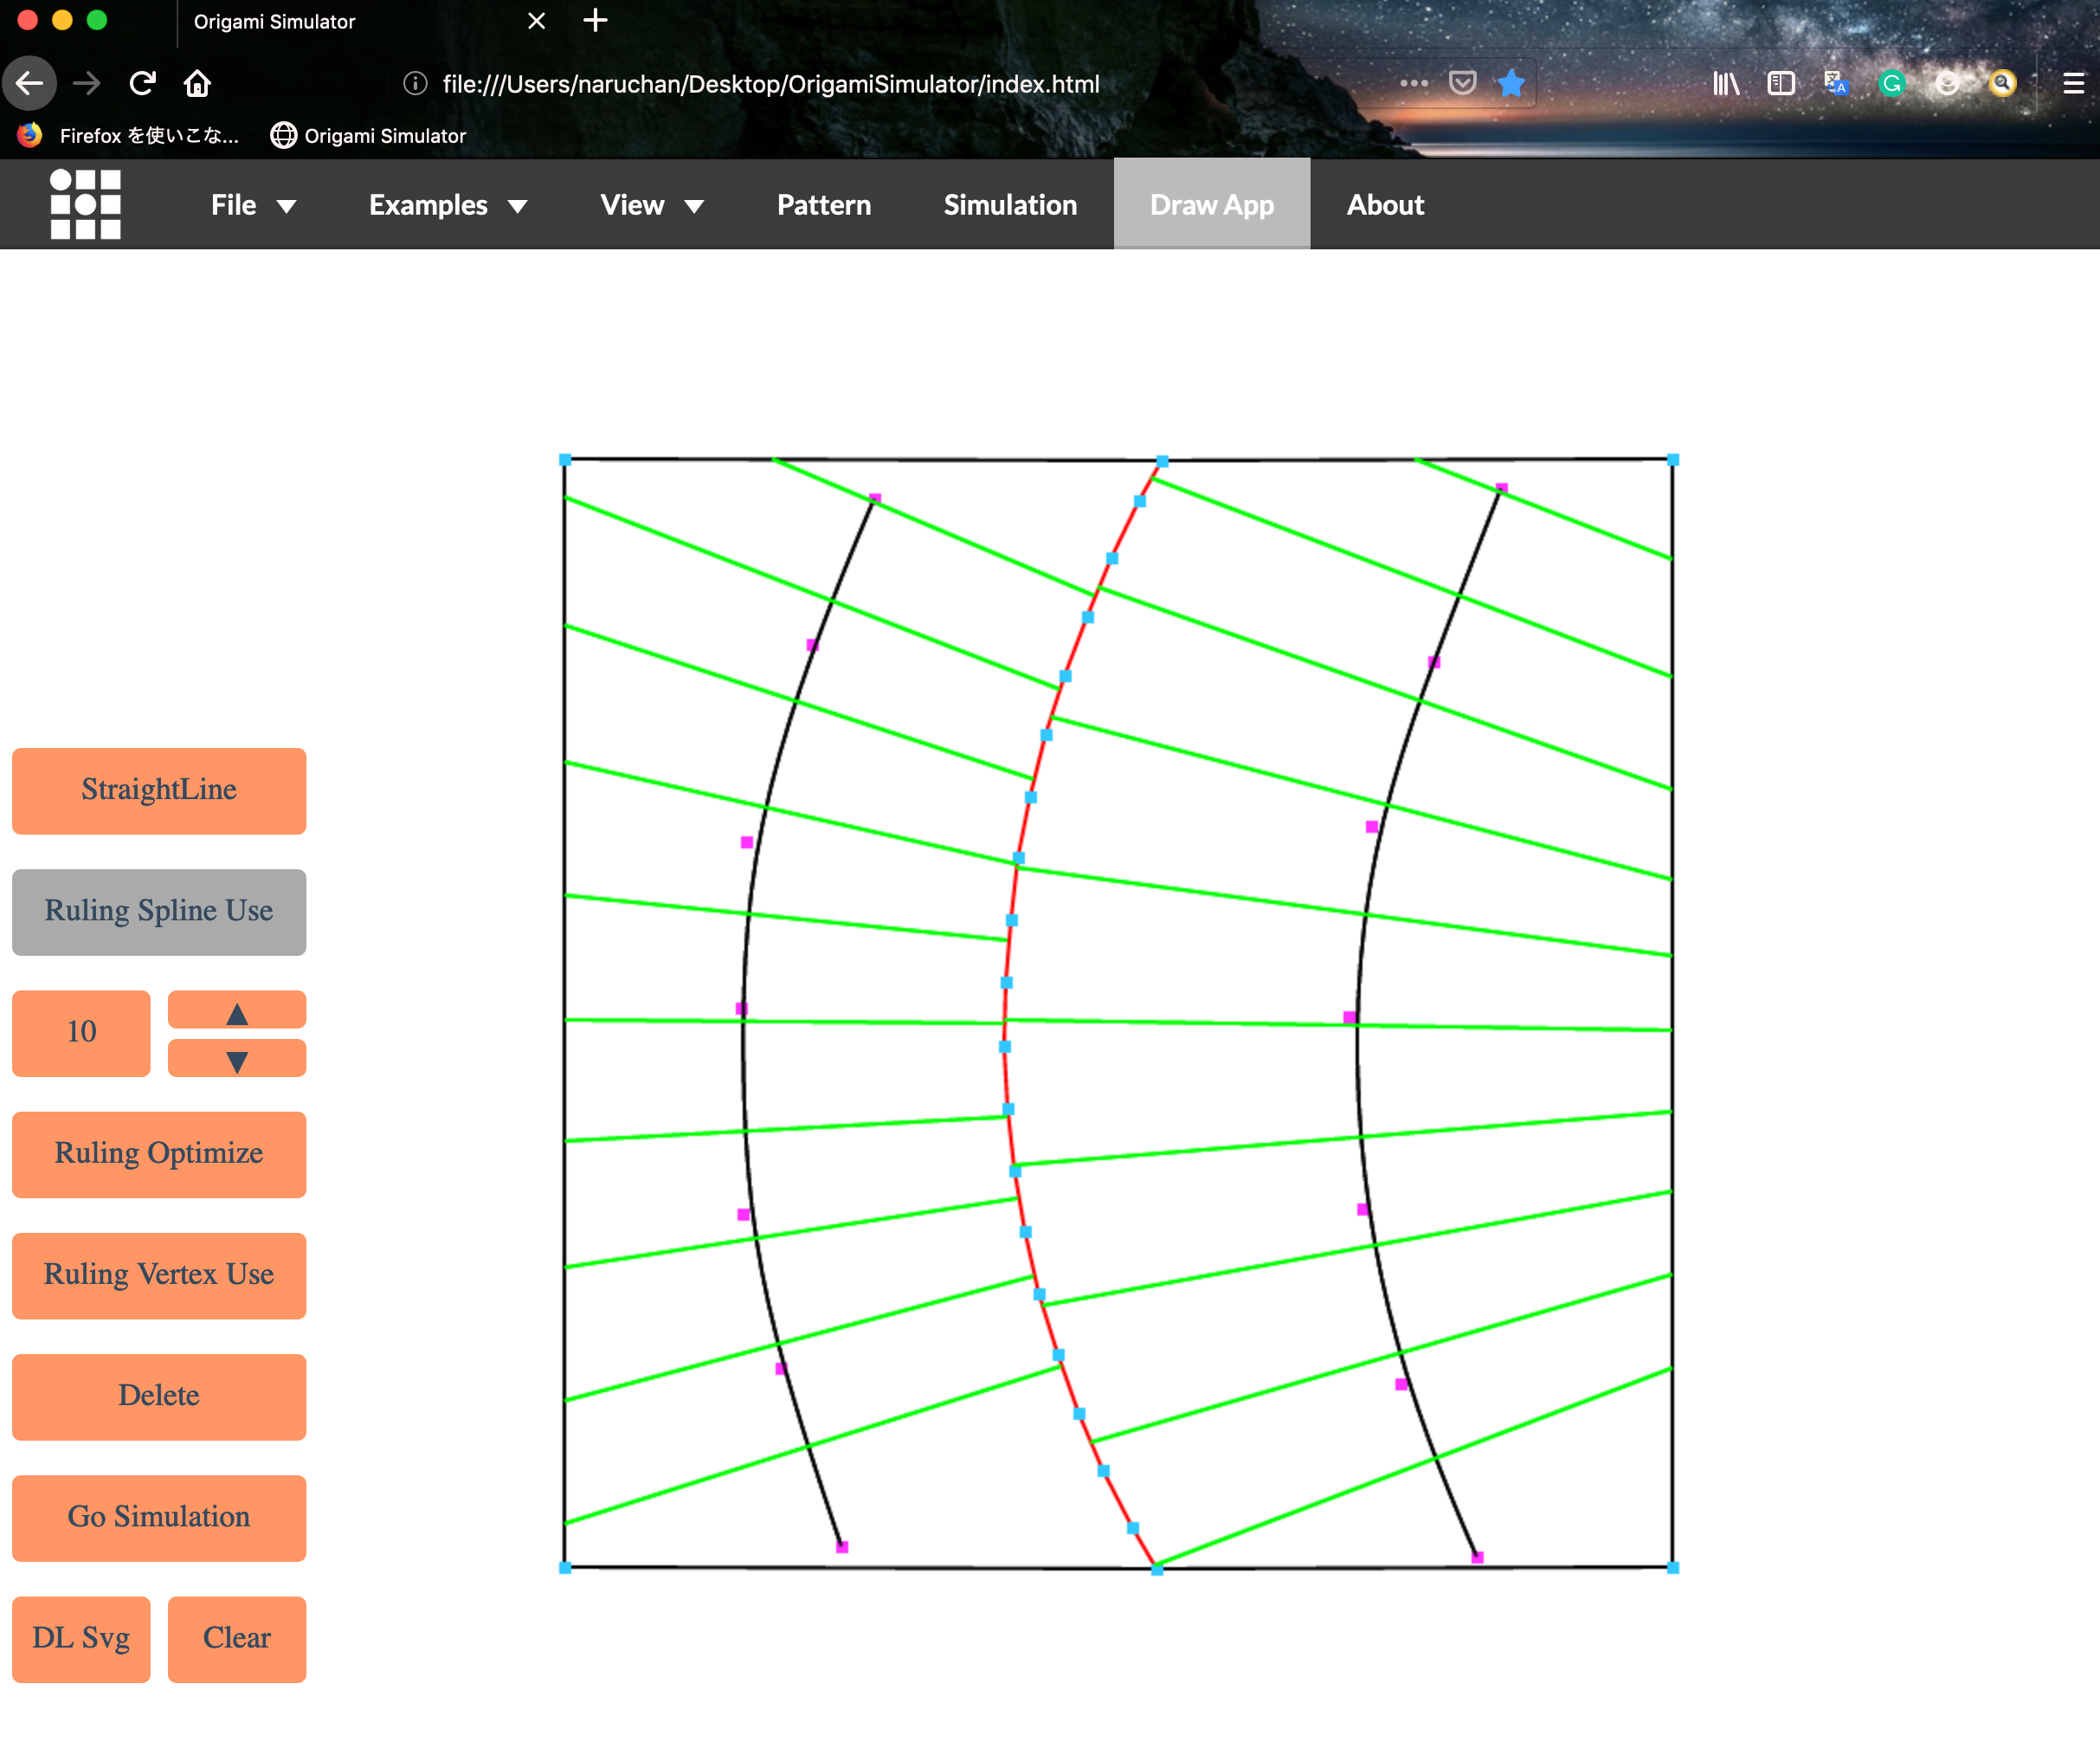 Origami Simulator
file:///Users/naruchan/Desktop/OrigamiSimulator/index.html
Firefox を使いこな... Origami Simulator
File ▼ Examples ▼ View ▼ Pattern Simulation Draw App About
StraightLine
Ruling Spline Use
10 ▲
▼
Ruling Optimize
Ruling Vertex Use
Delete
Go Simulation
DL Svg Clear